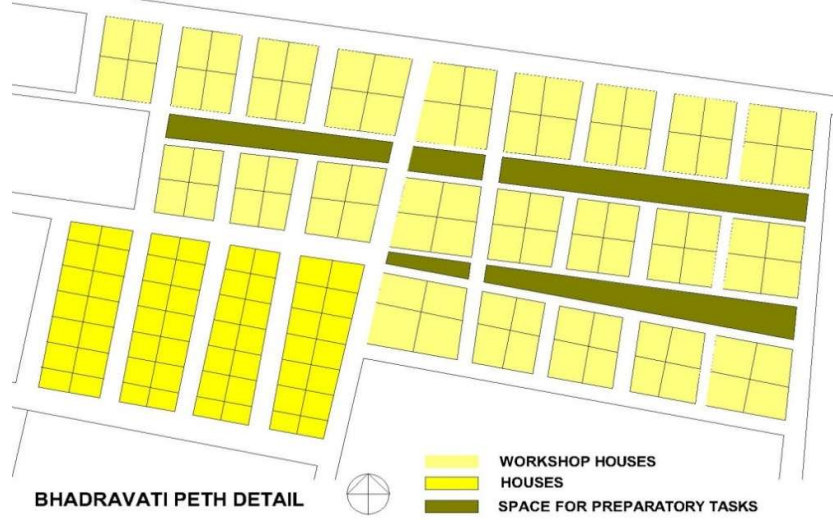 WORKSHOP HOUSES
HOUSES
BHADRAVATI PETH DETAIL
SPACE FOR PREPARATORY TASKS